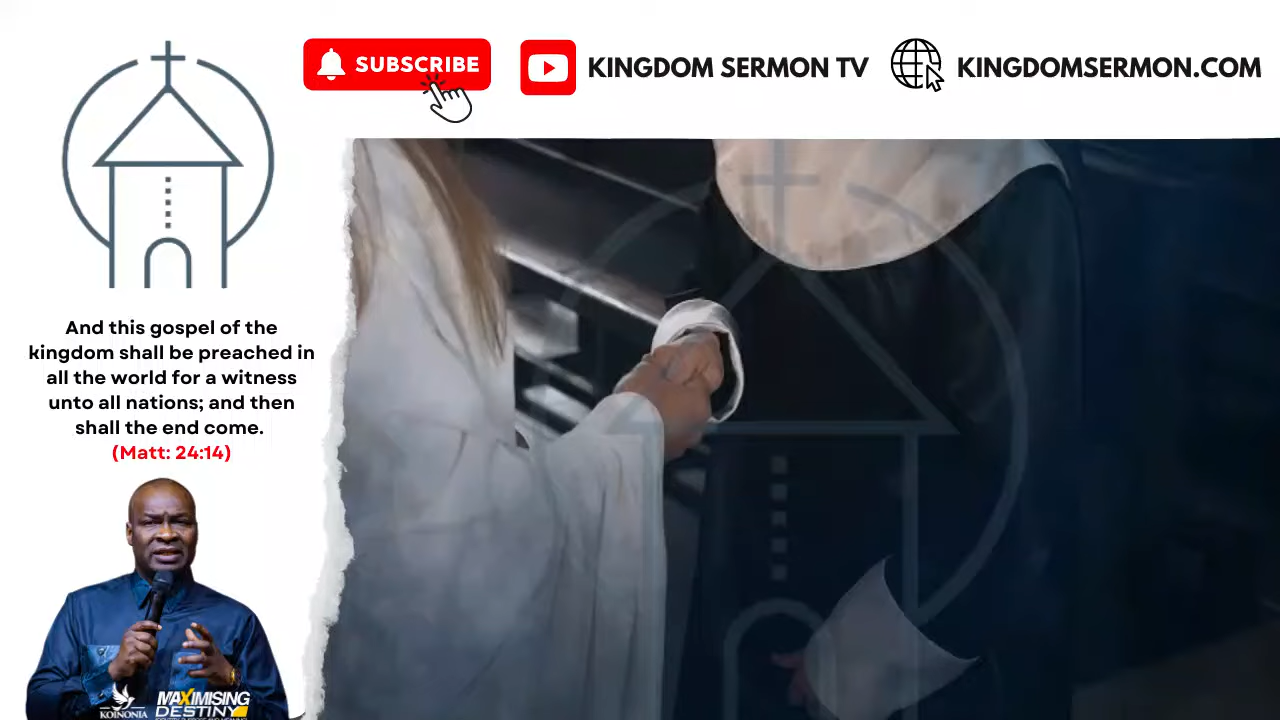 SUBSCRIBE
KINGDOM SERMON TV
KINGDOMSERMON.COM
And this gospel of the
kingdom shall be preached in
all the world for a witness
unto all nations; and then
shall the end come.
(Matt: 24:14)
KOINONIA
MAXIMISING
DESTINY